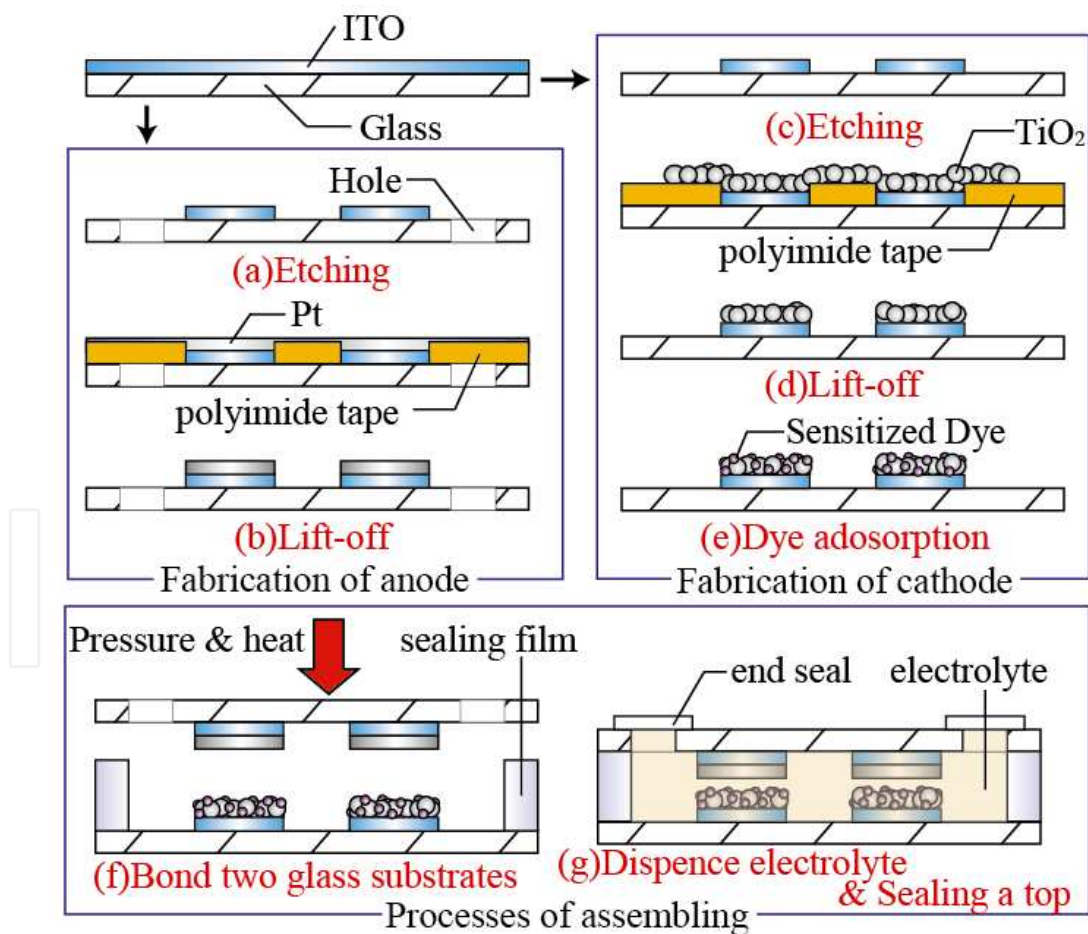 ITO
Glass
Hole
(a)Etching
Pt
polyimide tape
(b)Lift-off
Fabrication of anode
(c)Etching
TiO₂
polyimide tape
(d)Lift-off
Sensitized Dye
(e)Dye adosorption
Fabrication of cathode
Pressure & heat
sealing film
(f)Bond two glass substrates
end seal
electrolyte
(g)Dispence electrolyte
& Sealing a top
Processes of assembling